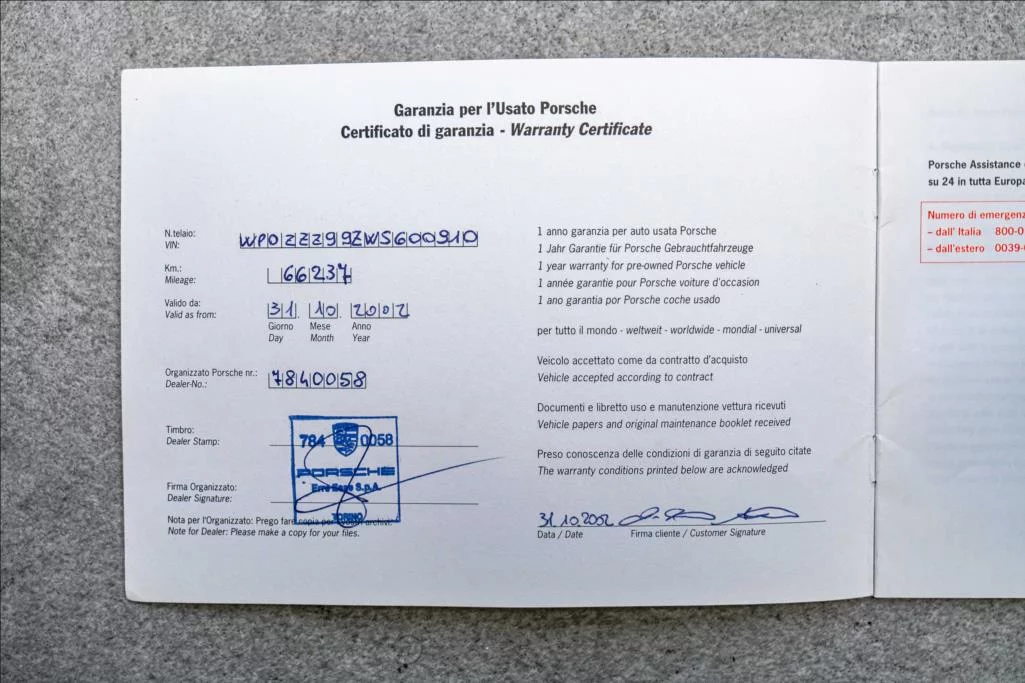 Garanzia per l'Usato Porsche
Certificato di garanzia - Warranty Certificate
N.telaio:
VIN:
WP0ZZZ99ZWS600910
Km.:
Mileage:
66237
Valido da:
Valid as from:
31. 10. 2002
Giorno Mese Anno
Day Month Year
Organizzato Porsche nr.:
Dealer-No.:
7840058
Timbro:
Dealer Stamp:
784 0058
PORSCHE
S.p.A.
TORINO
Firma Organizzato:
Dealer Signature:
Nota per l'Organizzato: Prego fare copia per archivi!
Note for Dealer: Please make a copy for your files.
1 anno garanzia per auto usata Porsche
1 Jahr Garantie für Porsche Gebrauchtfahrzeuge
1 year warranty for pre-owned Porsche vehicle
1 année garantie pour Porsche voiture d'occasion
1 ano garantia por Porsche coche usado
per tutto il mondo - weltweit - worldwide - mondial - universal
Veicolo accettato come da contratto d'acquisto
Vehicle accepted according to contract
Documenti e libretto uso e manutenzione vettura ricevuti
Vehicle papers and original maintenance booklet received
Preso conoscenza delle condizioni di garanzia di seguito citate
The warranty conditions printed below are acknowledged
31.10.2002
Data / Date Firma cliente / Customer Signature
Porsche Assistance
su 24 in tutta Europa
Numero di emergenz
- dall' Italia 800-0
- dall'estero 0039-